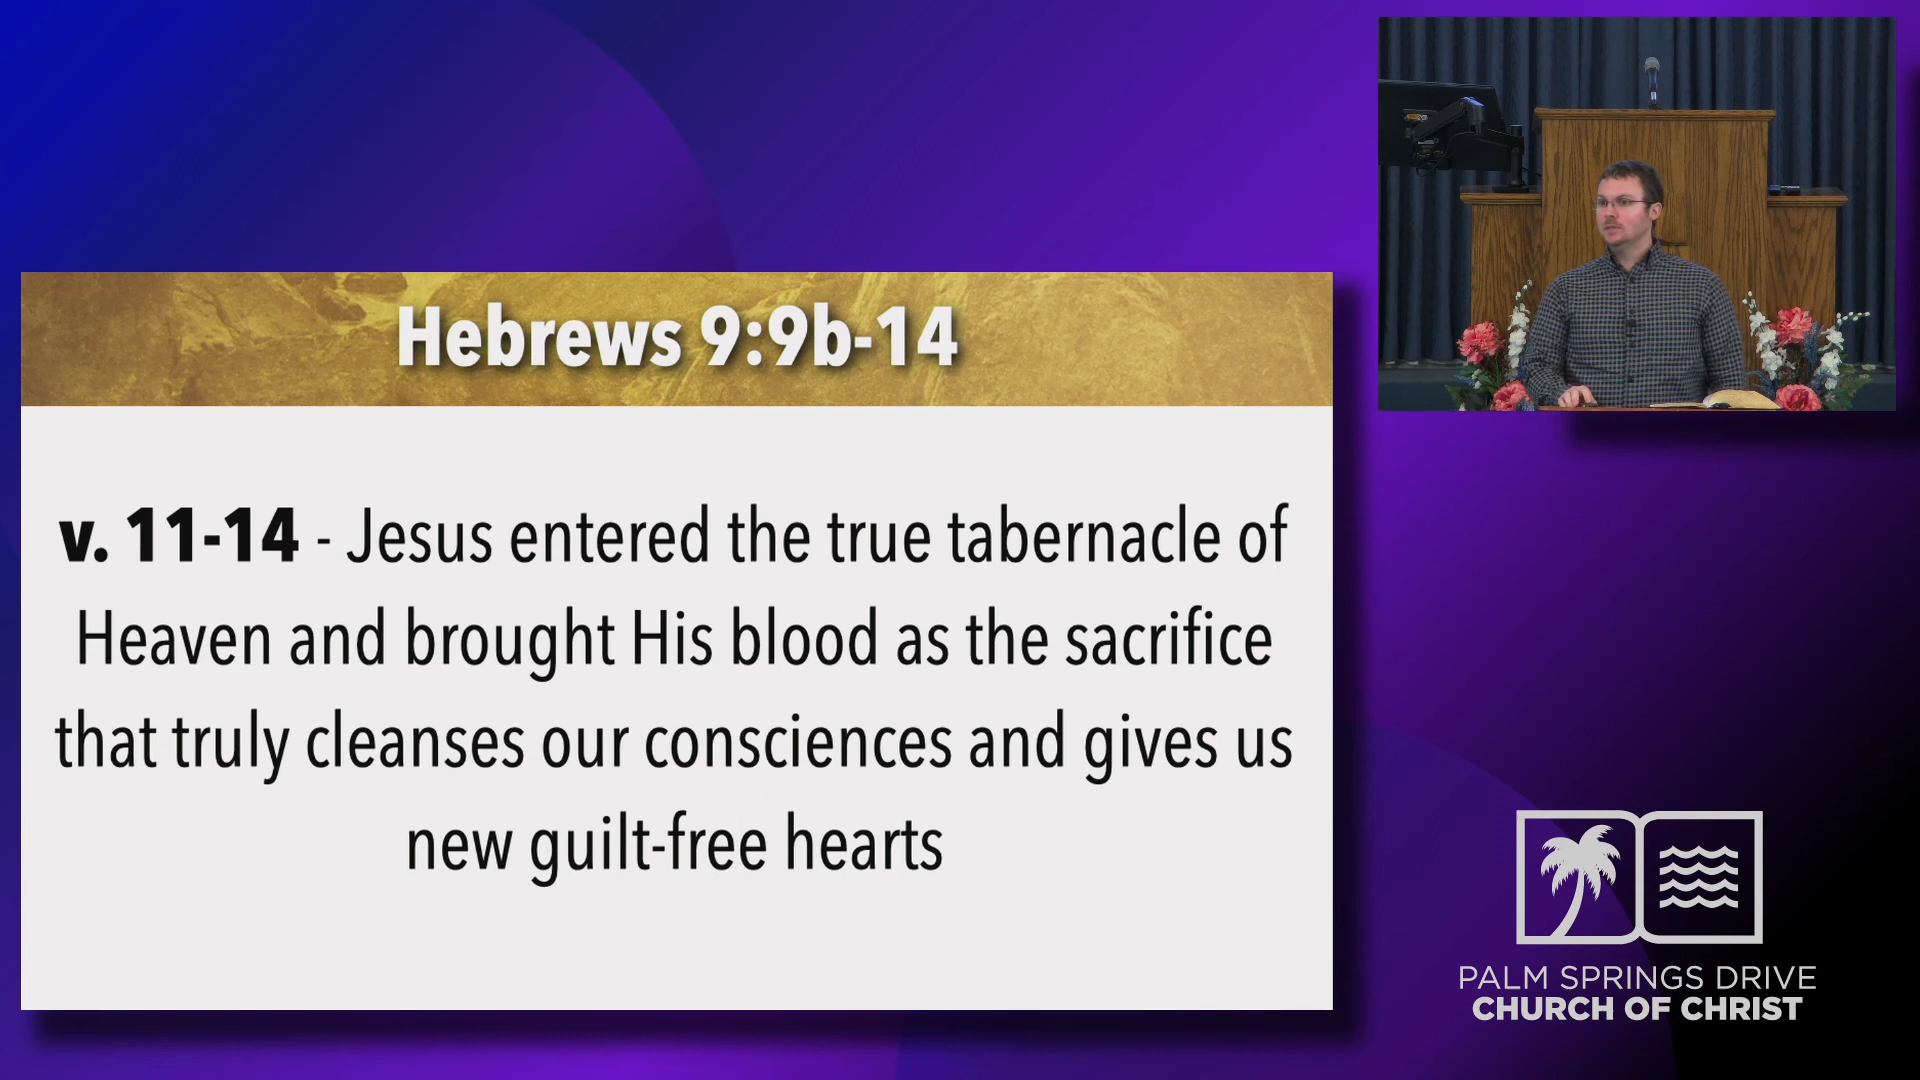 Hebrews 9:9b-14
v. 11-14 - Jesus entered the true tabernacle of
Heaven and brought His blood as the sacrifice
that truly cleanses our consciences and gives us
new guilt-free hearts
PALM SPRINGS DRIVE
CHURCH OF CHRIST